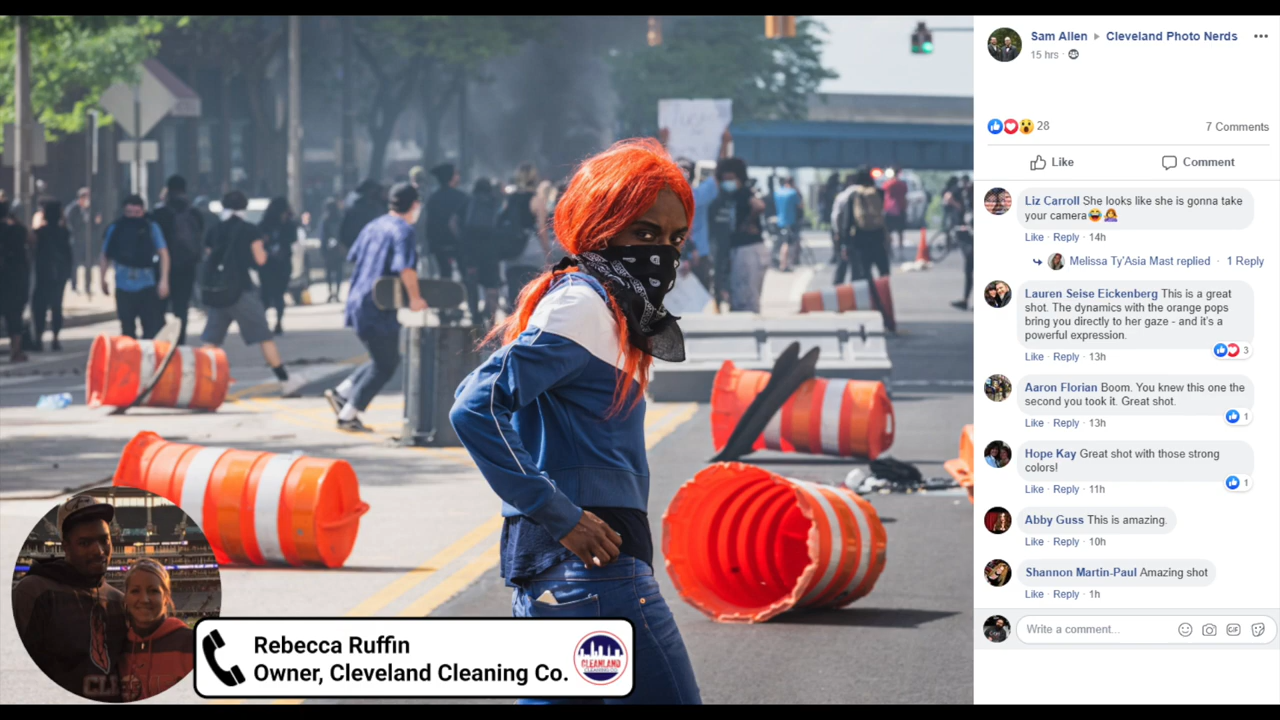 Sam Allen ▸ Cleveland Photo Nerds
15 hrs ·
28
7 Comments
Like
Comment
Liz Carroll She looks like she is gonna take
your camera😂🤦‍♀️
Like · Reply · 14h
Melissa Ty'Asia Mast replied · 1 Reply
Lauren Seise Eickenberg This is a great
shot. The dynamics with the orange pops
bring you directly to her gaze - and it's a
powerful expression.
3
Like · Reply · 13h
Aaron Florian Boom. You knew this one the
second you took it. Great shot.
1
Like · Reply · 13h
Hope Kay Great shot with those strong
colors!
1
Like · Reply · 11h
Abby Guss This is amazing.
Like · Reply · 10h
Shannon Martin-Paul Amazing shot
Like · Reply · 1h
Write a comment...
GIF
Rebecca Ruffin
Owner, Cleveland Cleaning Co.
CLEANLAND